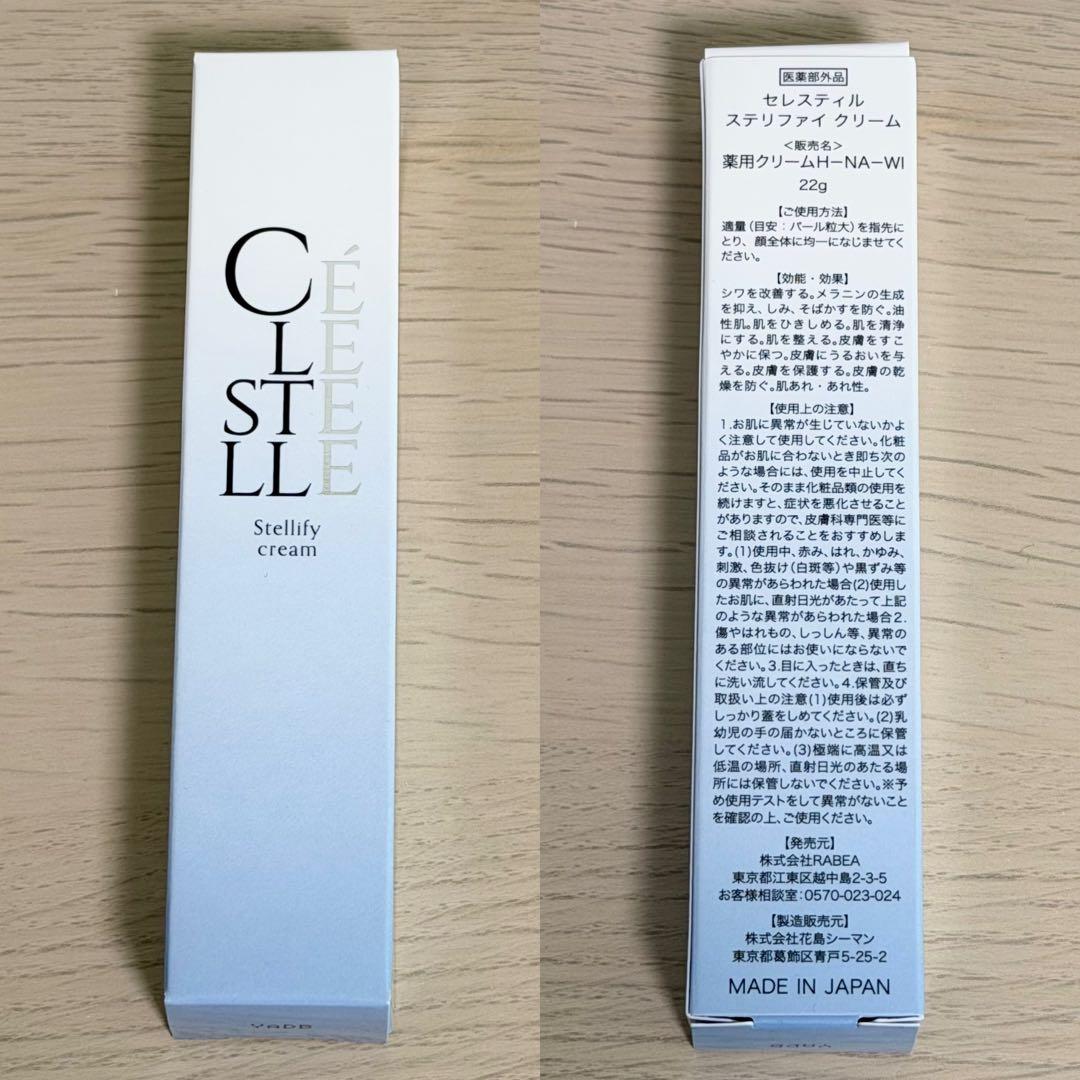 C É
L E
ST E
LL E
Stellify
cream
医薬部外品
セレスティル
ステリファイ クリーム
＜販売名＞
薬用クリームH－NA－WI
22g
【ご使用方法】
適量（目安：パール粒大）を指先に
とり、顔全体に均一になじませてく
ださい。
【効能・効果】
シワを改善する。メラニンの生成
を抑え、しみ、そばかすを防ぐ。油
性肌。肌をひきしめる。肌を清浄
にする。肌を整える。皮膚をすこ
やかに保つ。皮膚にうるおいを与
える。皮膚を保護する。皮膚の乾
燥を防ぐ。肌あれ・あれ性。
【使用上の注意】
1.お肌に異常が生じていないかよ
く注意して使用してください。化粧
品がお肌に合わないとき即ち次の
ような場合には、使用を中止してく
ださい。そのまま化粧品類の使用を
続けますと、症状を悪化させること
がありますので、皮膚科専門医等に
ご相談されることをおすすめしま
す。(1)使用中、赤み、はれ、かゆみ、
刺激、色抜け（白斑等）や黒ずみ等
の異常があらわれた場合(2)使用し
たお肌に、直射日光があたって上記
のような異常があらわれた場合2.
傷やはれもの、しっしん等、異常の
ある部位にはお使いにならないで
ください。3.目に入ったときは、直ち
に洗い流してください。4.保管及び
取扱い上の注意(1)使用後は必ず
しっかり蓋をしめてください。(2)乳
幼児の手の届かないところに保管
してください。(3)極端に高温又は
低温の場所、直射日光のあたる場
所には保管しないでください。※予
め使用テストをして異常がないこと
を確認の上、ご使用ください。
【発売元】
株式会社RABEA
東京都江東区越中島2-3-5
お客様相談室：0570-023-024
【製造販売元】
株式会社花島シーマン
東京都葛飾区青戸5-25-2
MADE IN JAPAN